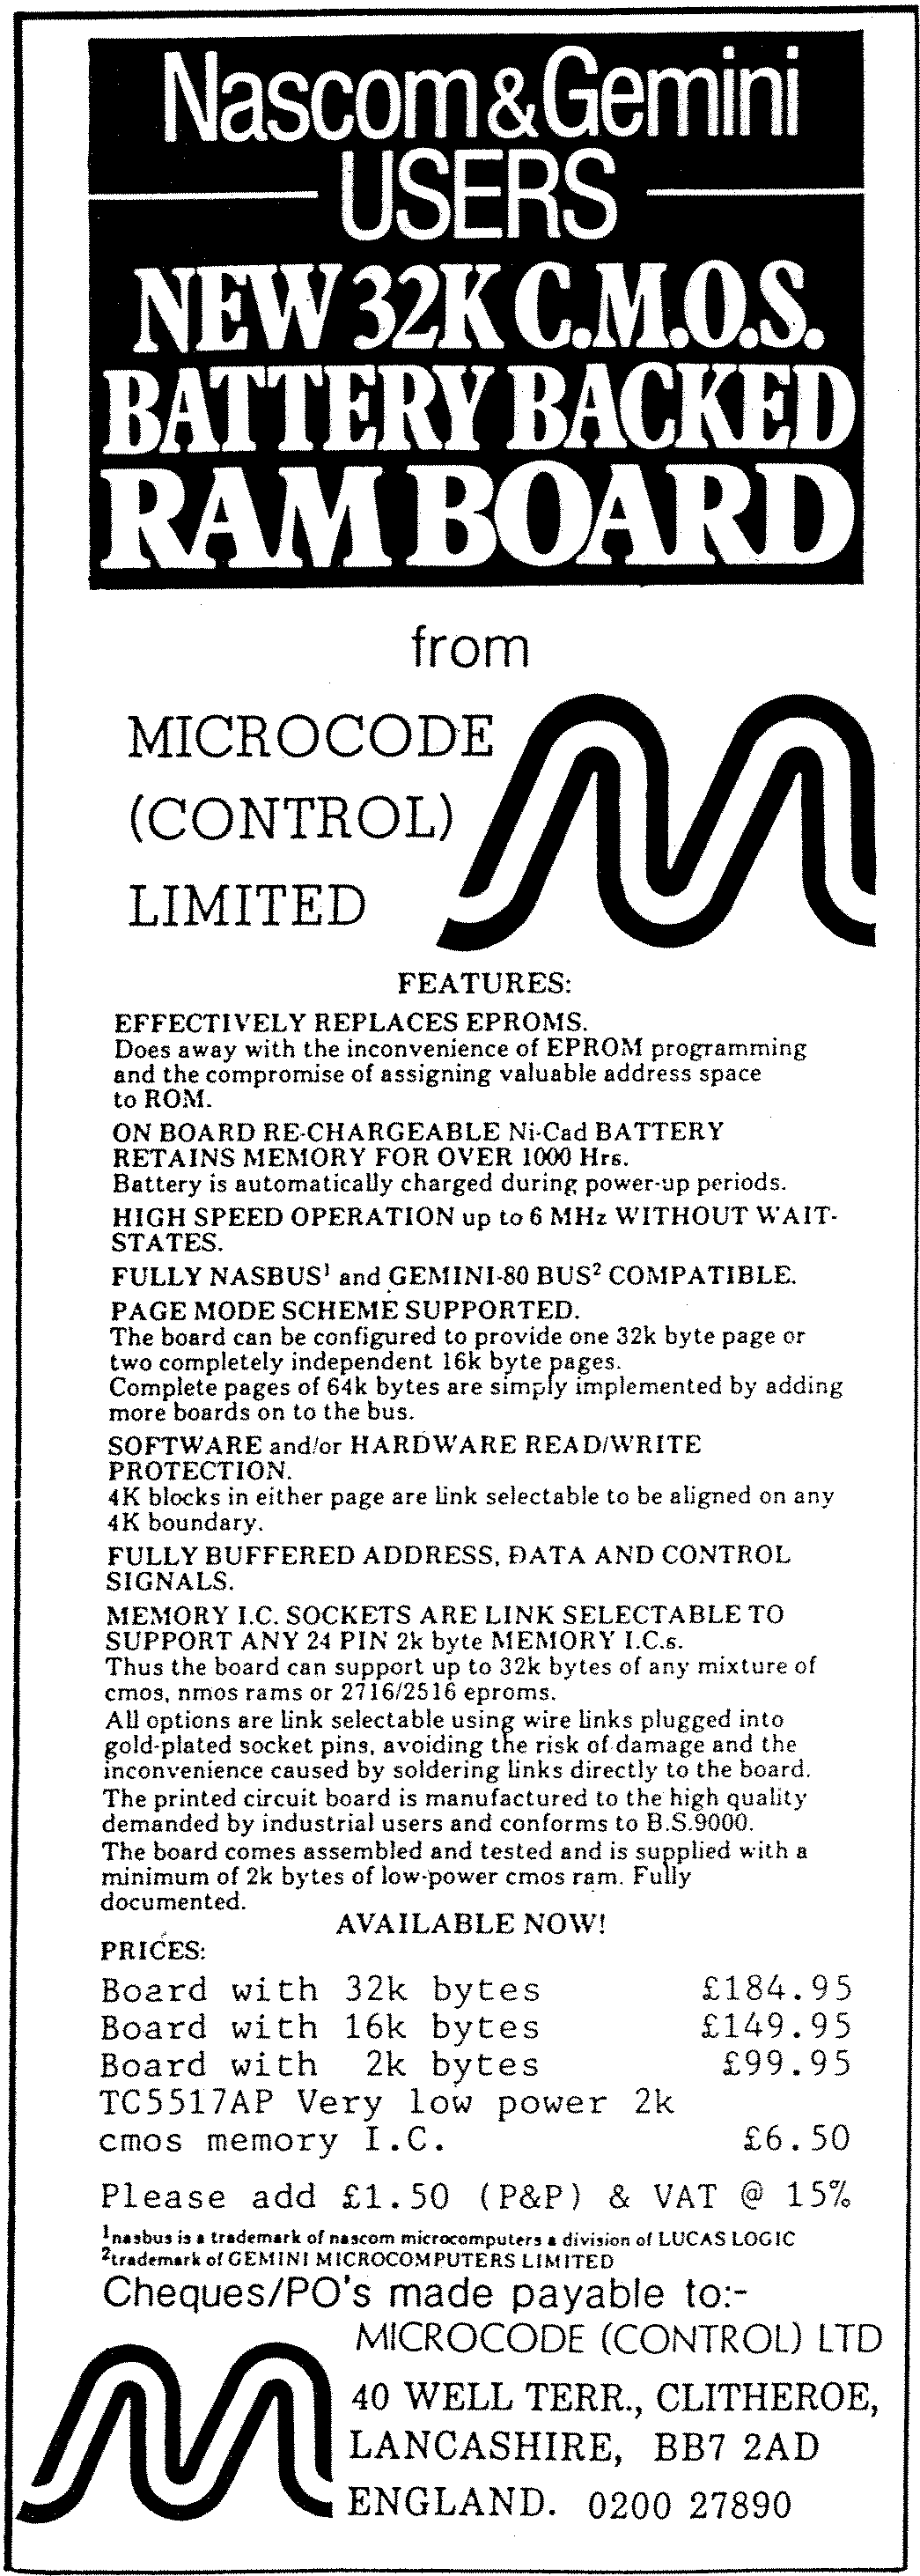 Nascom & Gemini
USERS
NEW 32K C.M.O.S.
BATTERY BACKED
RAM BOARD
from
MICROCODE
(CONTROL)
LIMITED
FEATURES:
EFFECTIVELY REPLACES EPROMS.
Does away with the inconvenience of EPROM programming
and the compromise of assigning valuable address space
to ROM.
ON BOARD RE-CHARGEABLE Ni-Cad BATTERY
RETAINS MEMORY FOR OVER 1000 Hrs.
Battery is automatically charged during power-up periods.
HIGH SPEED OPERATION up to 6 MHz WITHOUT WAIT-
STATES.
FULLY NASBUS¹ and GEMINI-80 BUS² COMPATIBLE.
PAGE MODE SCHEME SUPPORTED.
The board can be configured to provide one 32k byte page or
two completely independent 16k byte pages.
Complete pages of 64k bytes are simply implemented by adding
more boards on to the bus.
SOFTWARE and/or HARDWARE READ/WRITE
PROTECTION.
4K blocks in either page are link selectable to be aligned on any
4K boundary.
FULLY BUFFERED ADDRESS, DATA AND CONTROL
SIGNALS.
MEMORY I.C. SOCKETS ARE LINK SELECTABLE TO
SUPPORT ANY 24 PIN 2k byte MEMORY I.C.s.
Thus the board can support up to 32k bytes of any mixture of
cmos, nmos rams or 2716/2516 eproms.
All options are link selectable using wire links plugged into
gold-plated socket pins, avoiding the risk of damage and the
inconvenience caused by soldering links directly to the board.
The printed circuit board is manufactured to the high quality
demanded by industrial users and conforms to B.S.9000.
The board comes assembled and tested and is supplied with a
minimum of 2k bytes of low-power cmos ram. Fully
documented.
AVAILABLE NOW!
PRICES:
Board with 32k bytes £184.95
Board with 16k bytes £149.95
Board with 2k bytes £99.95
TC5517AP Very low power 2k
cmos memory I.C. £6.50
Please add £1.50 (P&P) & VAT @ 15%
¹nasbus is a trademark of nascom microcomputers a division of LUCAS LOGIC
²trademark of GEMINI MICROCOMPUTERS LIMITED
Cheques/PO's made payable to:-
MICROCODE (CONTROL) LTD
40 WELL TERR., CLITHEROE,
LANCASHIRE, BB7 2AD
ENGLAND. 0200 27890